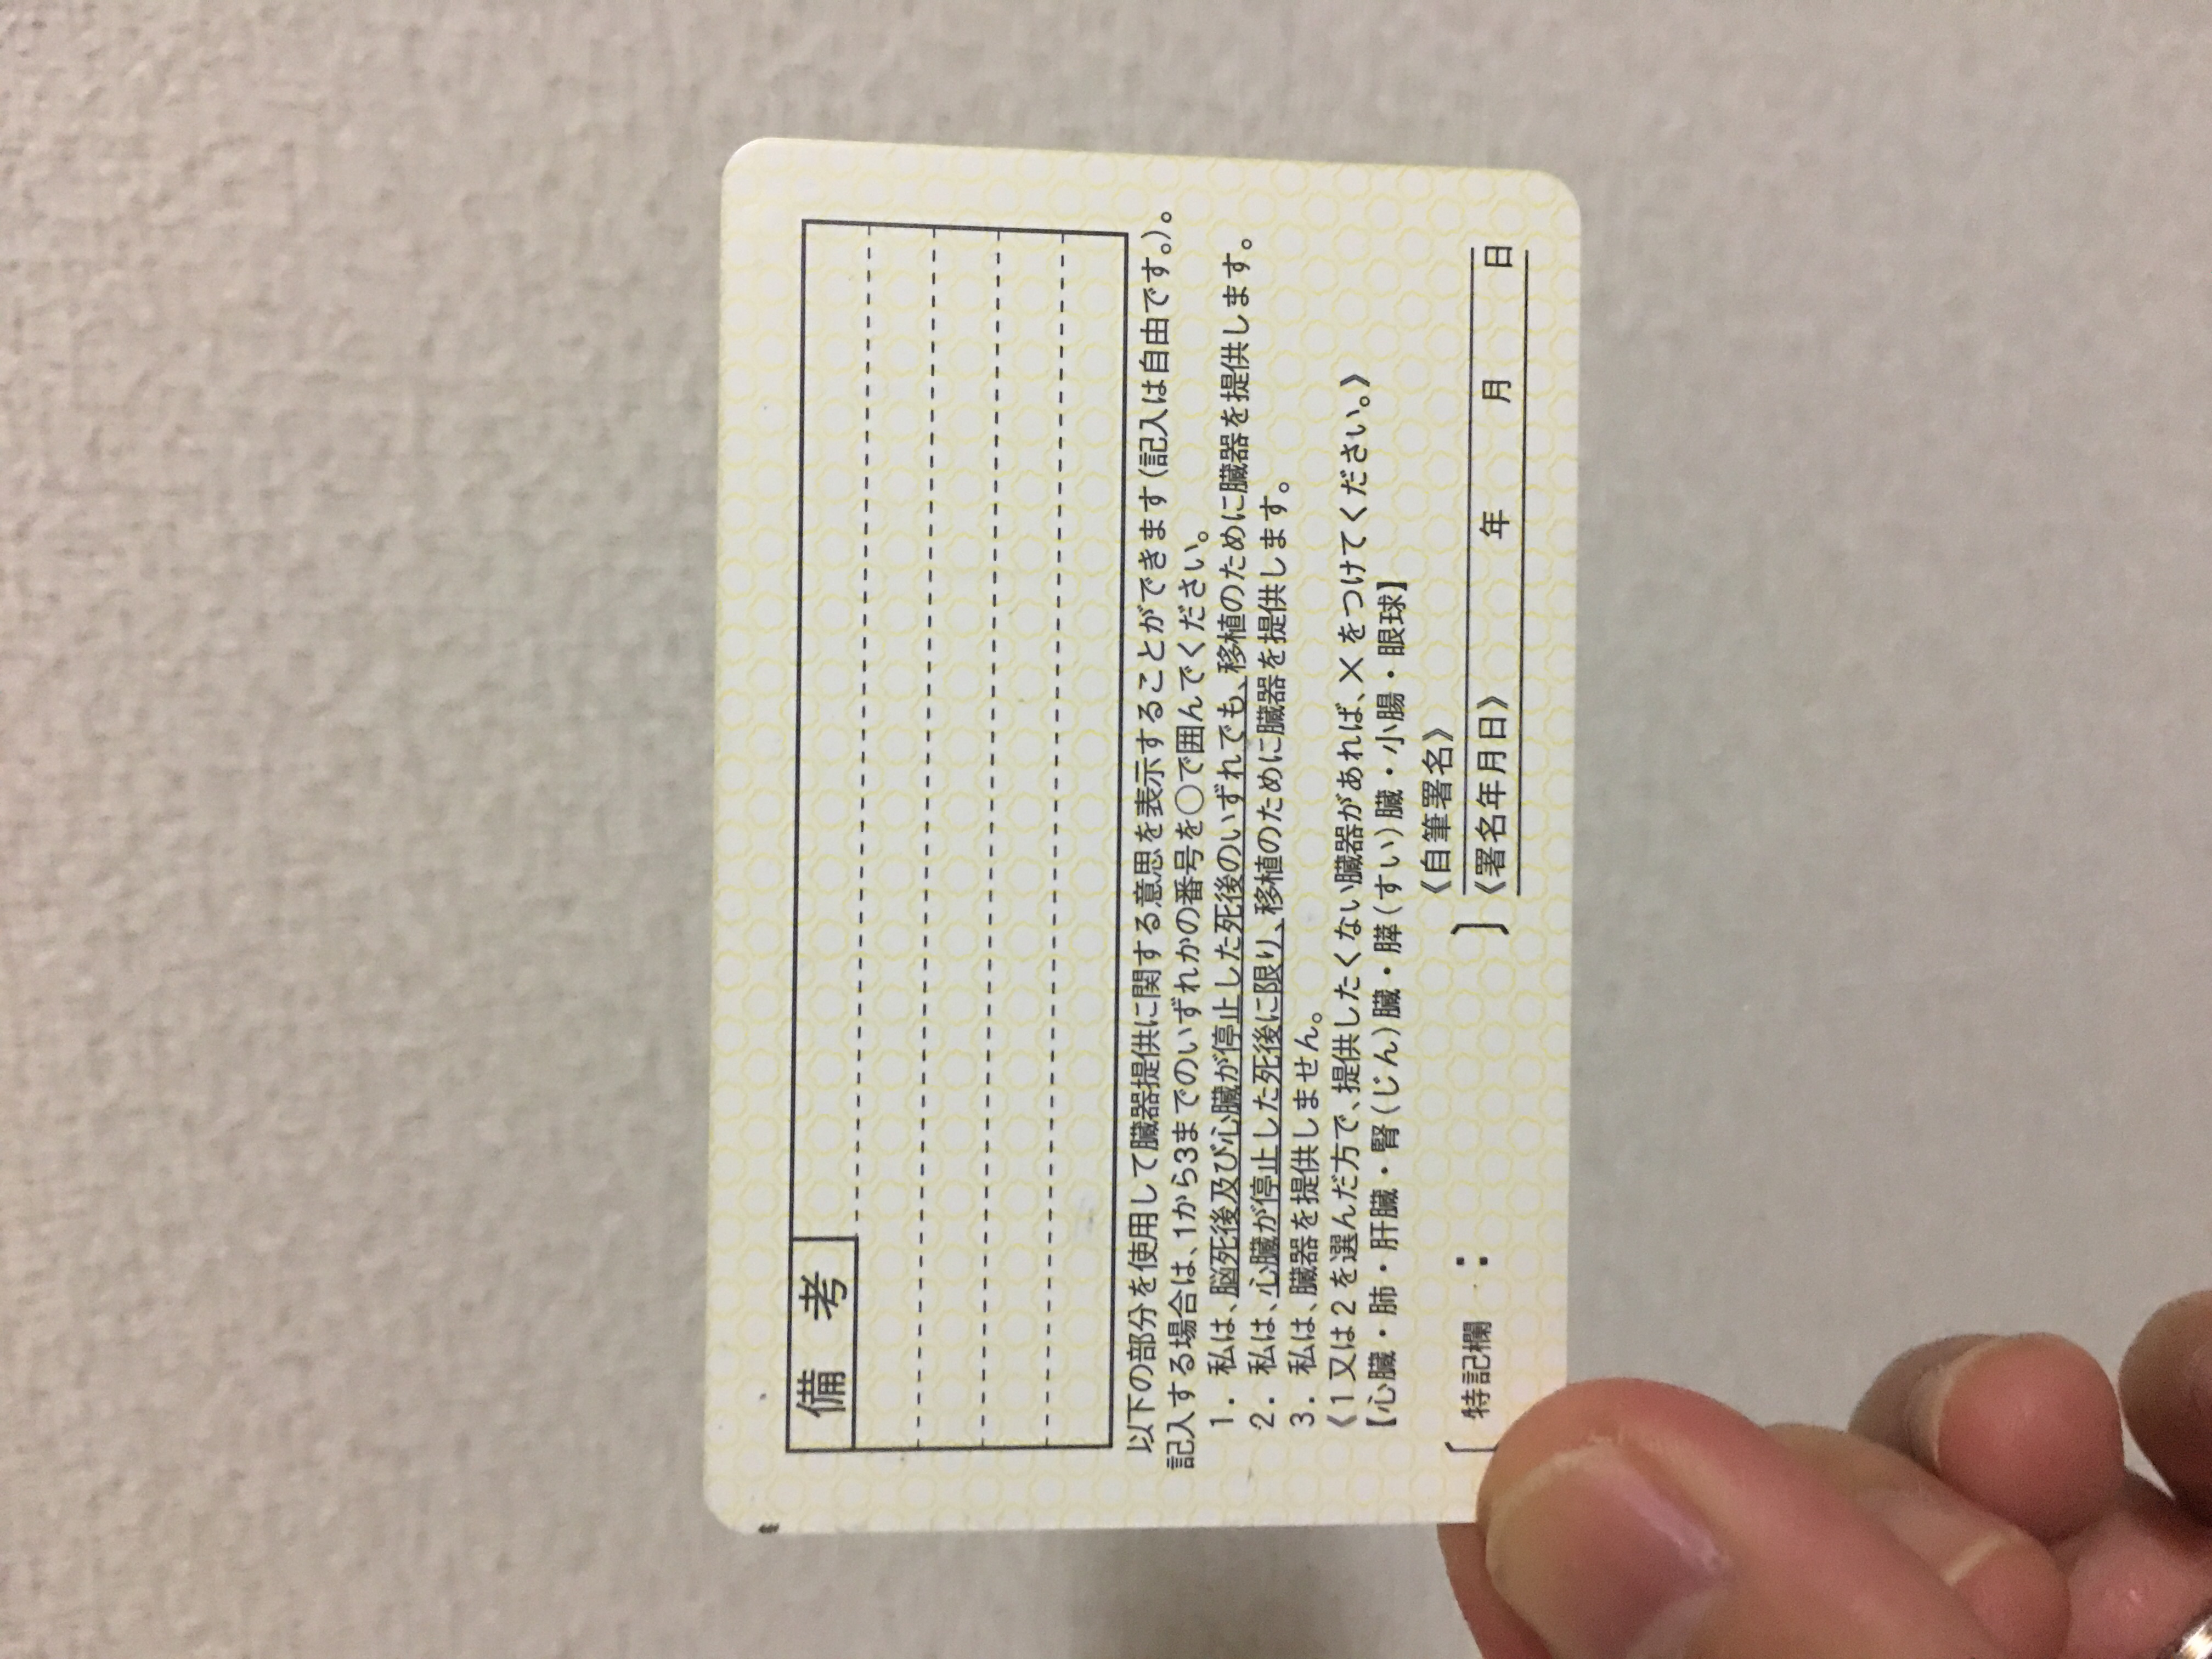 備考
以下の部分を使用して臓器提供に関する意思を表示することができます(記入は自由です。)。
記入する場合は、1から3までのいずれかの番号を○で囲んでください。
1. 私は、脳死後及び心臓が停止した死後のいずれでも、移植のために臓器を提供します。
2. 私は、心臓が停止した死後に限り、移植のために臓器を提供します。
3. 私は、臓器を提供しません。
《1又は2を選んだ方で、提供したくない臓器があれば、×をつけてください。》
【心臓・肺・肝臓・腎(じん)臓・膵(すい)臓・小腸・眼球】
〔特記欄 : 〕
《自筆署名》
《署名年月日》 年 月 日